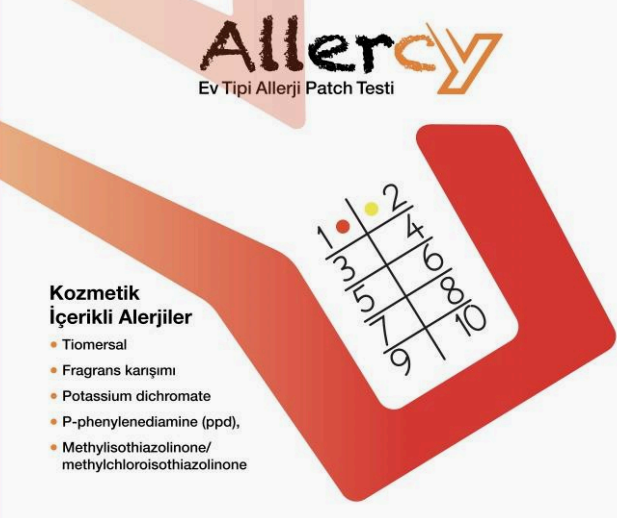 Allercy
Ev Tipi Allerji Patch Testi
1 2
3 4
5 6
7 8
9 10
Kozmetik
İçerikli Alerjiler
• Tiomersal
• Fragrans karışımı
• Potassium dichromate
• P-phenylenediamine (ppd),
• Methylisothiazolinone/
methylchloroisothiazolinone